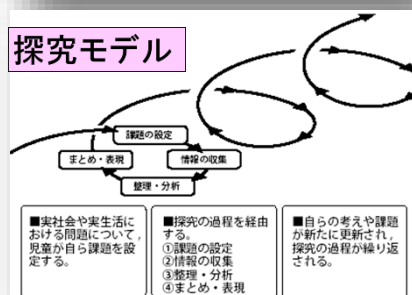 探究モデル
課題の設定
まとめ・表現
情報の収集
整理・分析
■実社会や実生活に
おける問題について，
児童が自ら課題を設
定する。
■探究の過程を経由
する。
①課題の設定
②情報の収集
③整理・分析
④まとめ・表現
■自らの考えや課題
が新たに更新され，
探究の過程が繰り返
される。